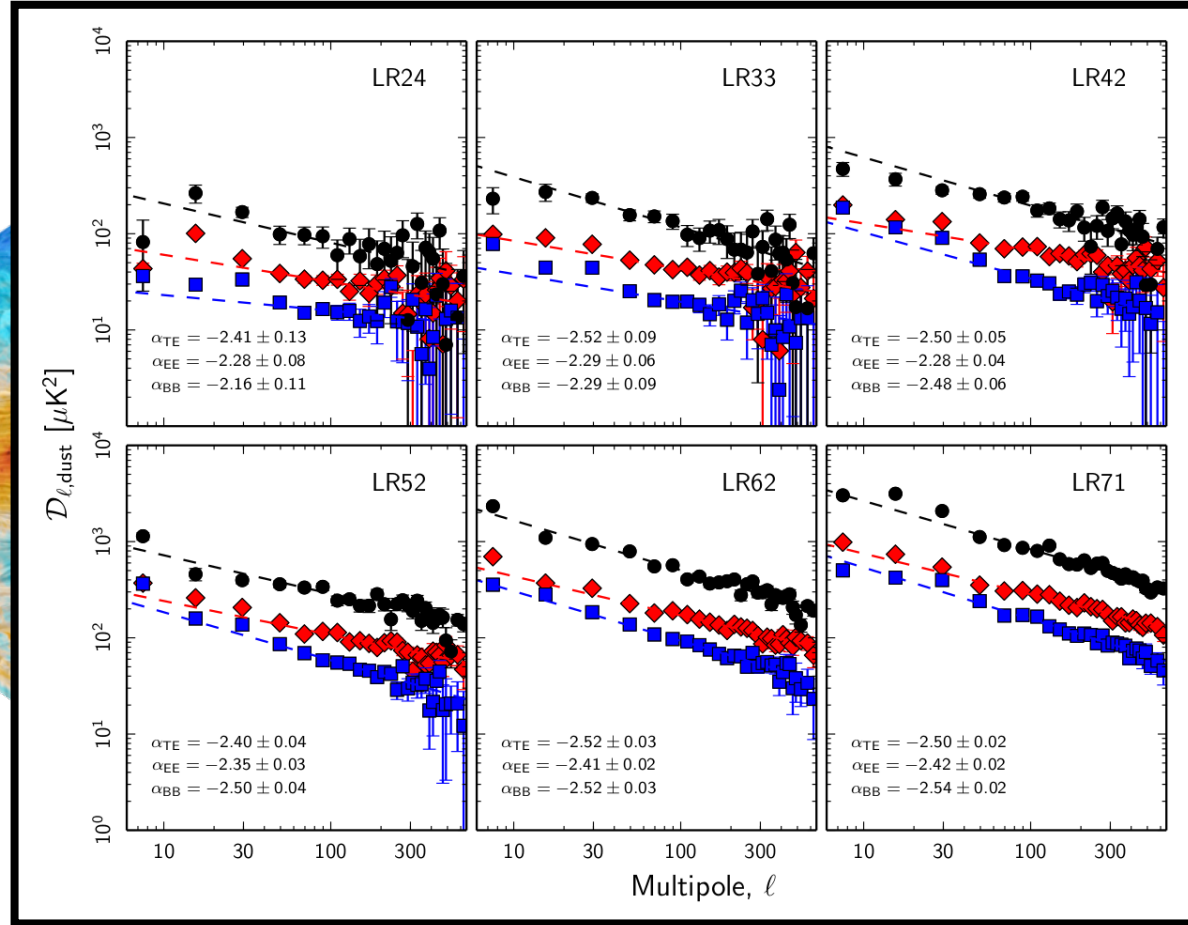 LR24
LR33
LR42
10⁴
10³
10²
10¹
α_TE = −2.41 ± 0.13
α_EE = −2.28 ± 0.08
α_BB = −2.16 ± 0.11
α_TE = −2.52 ± 0.09
α_EE = −2.29 ± 0.06
α_BB = −2.29 ± 0.09
α_TE = −2.50 ± 0.05
α_EE = −2.28 ± 0.04
α_BB = −2.48 ± 0.06
𝒟_ℓ,dust [μK²]
LR52
LR62
LR71
10⁴
10³
10²
10¹
10⁰
α_TE = −2.40 ± 0.04
α_EE = −2.35 ± 0.03
α_BB = −2.50 ± 0.04
α_TE = −2.52 ± 0.03
α_EE = −2.41 ± 0.02
α_BB = −2.52 ± 0.03
α_TE = −2.50 ± 0.02
α_EE = −2.42 ± 0.02
α_BB = −2.54 ± 0.02
10 30 100 300
10 30 100 300
10 30 100 300
Multipole, ℓ